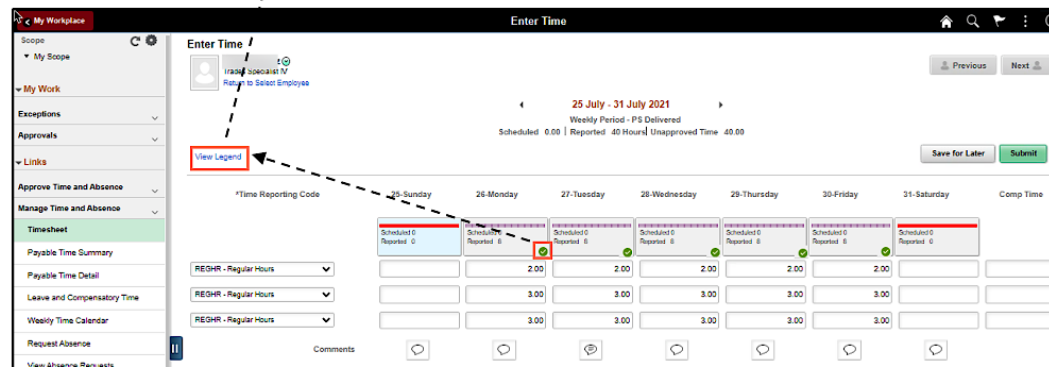 My Workplace
Enter Time
Scope
My Scope
My Work
Exceptions
Approvals
Links
Approve Time and Absence
Manage Time and Absence
Timesheet
Payable Time Summary
Payable Time Detail
Leave and Compensatory Time
Weekly Time Calendar
Request Absence
View Absence Requests
Enter Time
Trades Specialist IV
Return to Select Employee
Previous Next
25 July - 31 July 2021
Weekly Period - PS Delivered
Scheduled 0.00 | Reported 40 Hours| Unapproved Time 40.00
View Legend
Save for Later Submit
*Time Reporting Code 25-Sunday 26-Monday 27-Tuesday 28-Wednesday 29-Thursday 30-Friday 31-Saturday Comp Time
Scheduled 0 Scheduled 0 Scheduled 0 Scheduled 0 Scheduled 0 Scheduled 0 Scheduled 0
Reported 0 Reported 8 Reported 8 Reported 8 Reported 8 Reported 8 Reported 0
REGHR - Regular Hours 2.00 2.00 2.00 2.00 2.00
REGHR - Regular Hours 3.00 3.00 3.00 3.00 3.00
REGHR - Regular Hours 3.00 3.00 3.00 3.00 3.00
Comments